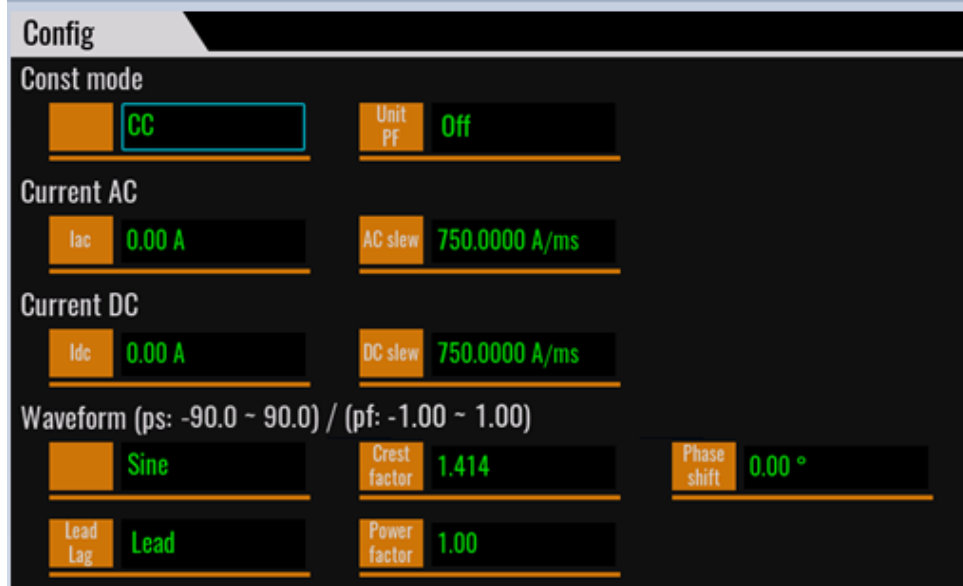 Config
Const mode
CC
Unit
PF
Off
Current AC
Iac
0.00 A
AC slew
750.0000 A/ms
Current DC
Idc
0.00 A
DC slew
750.0000 A/ms
Waveform (ps: -90.0 ~ 90.0) / (pf: -1.00 ~ 1.00)
Sine
Crest
factor
1.414
Phase
shift
0.00 °
Lead
Lag
Lead
Power
factor
1.00